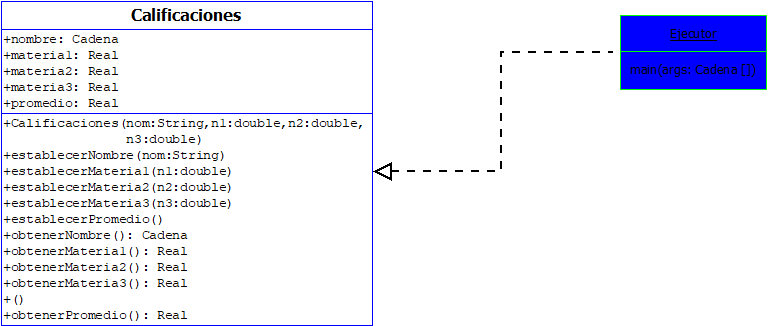 Calificaciones
+nombre: Cadena
+materia1: Real
+materia2: Real
+materia3: Real
+promedio: Real
+Calificaciones(nom:String,n1:double,n2:double,
n3:double)
+establecerNombre(nom:String)
+establecerMateria1(n1:double)
+establecerMateria2(n2:double)
+establecerMateria3(n3:double)
+establecerPromedio()
+obtenerNombre(): Cadena
+obtenerMateria1(): Real
+obtenerMateria2(): Real
+obtenerMateria3(): Real
+()
+obtenerPromedio(): Real
Ejecutor
main(args: Cadena [])